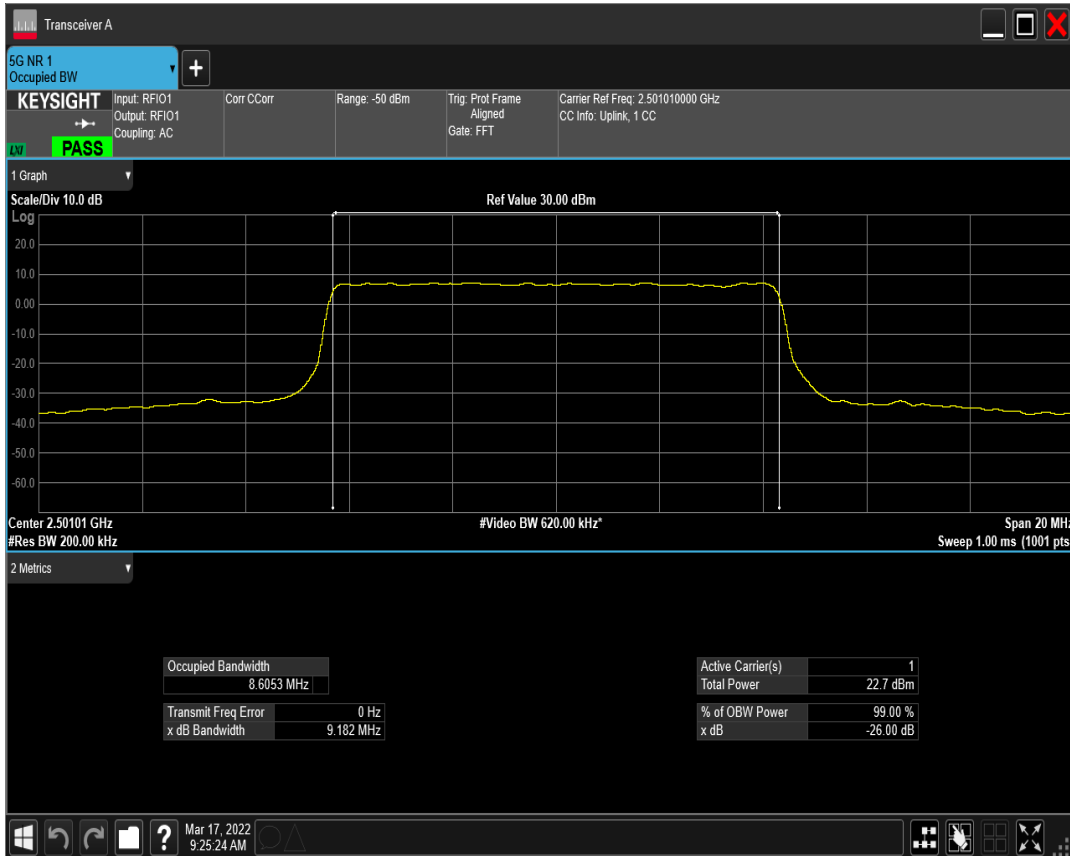 Transceiver A
5G NR 1
Occupied BW
+
KEYSIGHT
LXI
PASS
Input: RFIO1
Output: RFIO1
Coupling: AC
Corr CCorr
Range: -50 dBm
Trig: Prot Frame
Aligned
Gate: FFT
Carrier Ref Freq: 2.501010000 GHz
CC Info: Uplink, 1 CC
1 Graph
Scale/Div 10.0 dB
Ref Value 30.00 dBm
Log
20.0
10.0
0.00
-10.0
-20.0
-30.0
-40.0
-50.0
-60.0
Center 2.50101 GHz
#Video BW 620.00 kHz*
Span 20 MHz
#Res BW 200.00 kHz
Sweep 1.00 ms (1001 pts
2 Metrics
Occupied Bandwidth
8.6053 MHz
Transmit Freq Error 0 Hz
x dB Bandwidth 9.182 MHz
Active Carrier(s) 1
Total Power 22.7 dBm
% of OBW Power 99.00 %
x dB -26.00 dB
?
Mar 17, 2022
9:25:24 AM